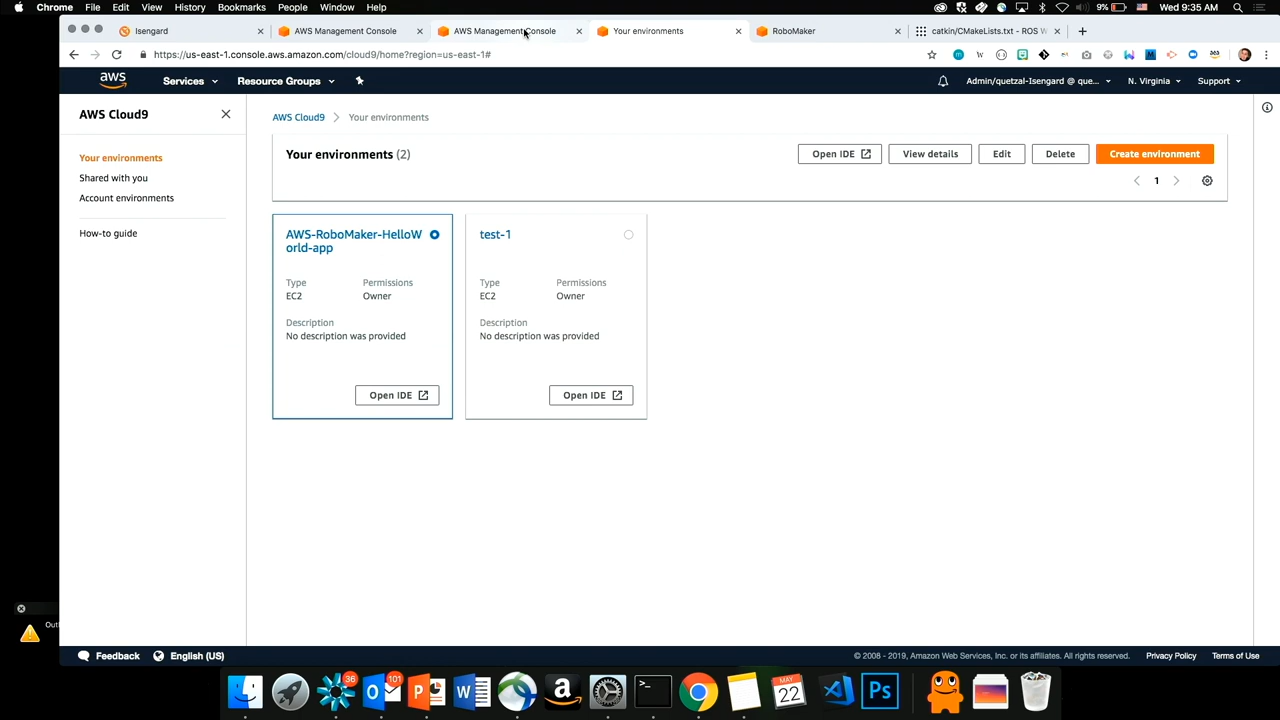 Chrome File Edit View History Bookmarks People Window Help 9% Wed 9:35 AM
Isengard AWS Management Console AWS Management Console Your environments RoboMaker catkin/CMakeLists.txt - ROS W
https://us-east-1.console.aws.amazon.com/cloud9/home?region=us-east-1#
aws Services Resource Groups Admin/quetzal-Isengard @ que... N. Virginia Support
AWS Cloud9
Your environments
Shared with you
Account environments
How-to guide
AWS Cloud9 > Your environments
Your environments (2) Open IDE View details Edit Delete Create environment
1
AWS-RoboMaker-HelloW
orld-app
Type Permissions
EC2 Owner
Description
No description was provided
Open IDE
test-1
Type Permissions
EC2 Owner
Description
No description was provided
Open IDE
Out
Feedback English (US) © 2008 - 2019, Amazon Web Services, Inc. or its affiliates. All rights reserved. Privacy Policy Terms of Use
36 101 MAY 22 Ps